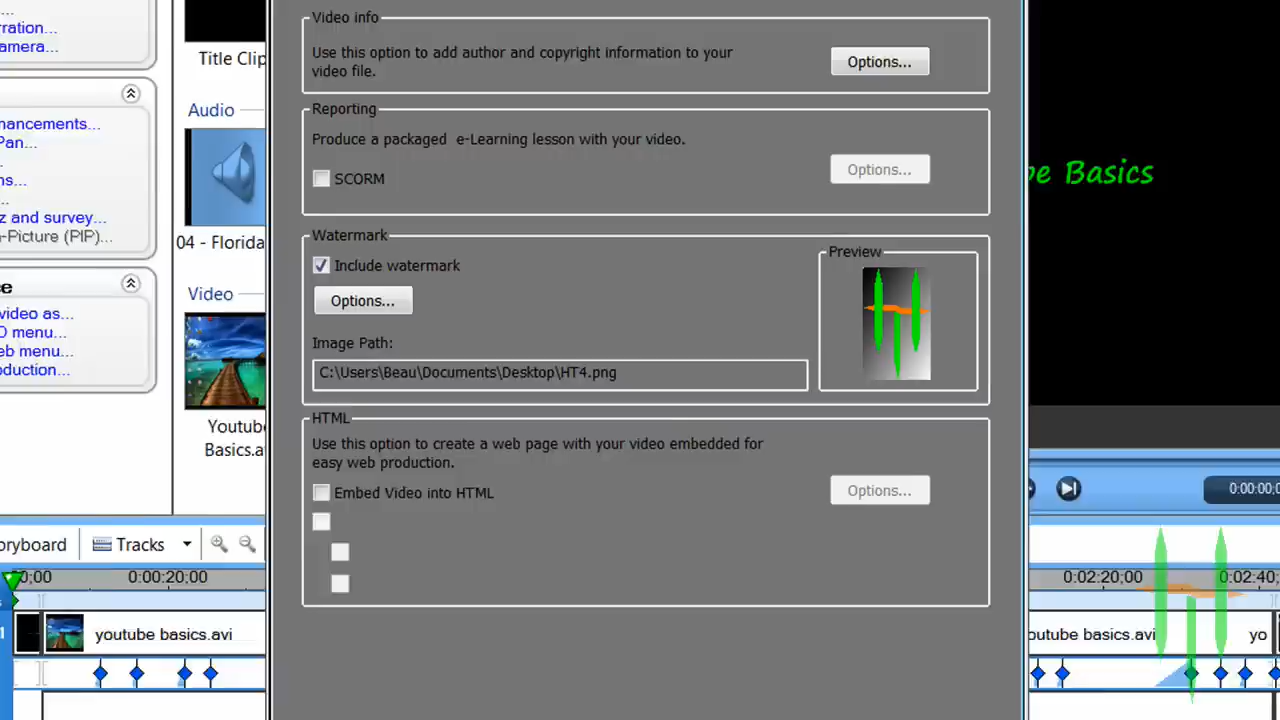 ration...
amera...
nancements...
Pan...
ns...
z and survey...
-Picture (PIP)...
video as...
O menu...
eb menu...
oduction...
Title Clip
Audio
04 - Florida
Video
Youtube
Basics.a
Video info
Use this option to add author and copyright information to your
video file.
Options...
Reporting
Produce a packaged e-Learning lesson with your video.
SCORM
Options...
Watermark
Include watermark
Options...
Image Path:
C:\Users\Beau\Documents\Desktop\HT4.png
Preview
HTML
Use this option to create a web page with your video embedded for
easy web production.
Embed Video into HTML
Options...
be Basics
0:00:00;0
oryboard
Tracks
00;00
0:00:20;00
0:02:20;00
0:02:40;
1
youtube basics.avi
outube basics.avi
yo